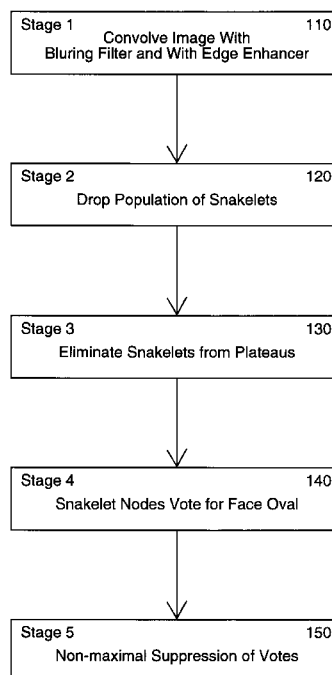 Stage 1 110
Convolve Image With
Bluring Filter and With Edge Enhancer
Stage 2 120
Drop Population of Snakelets
Stage 3 130
Eliminate Snakelets from Plateaus
Stage 4 140
Snakelet Nodes Vote for Face Oval
Stage 5 150
Non-maximal Suppression of Votes